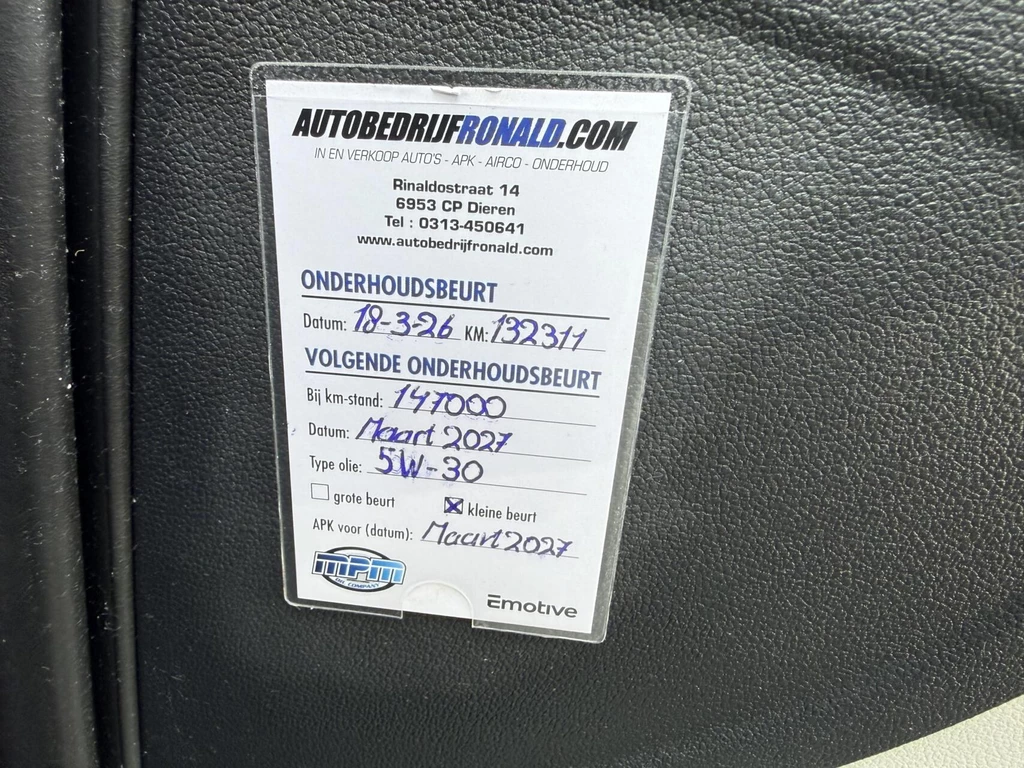 AUTOBEDRIJFRONALD.COM
IN EN VERKOOP AUTO'S - APK - AIRCO - ONDERHOUD
Rinaldostraat 14
6953 CP Dieren
Tel : 0313-450641
www.autobedrijfronald.com
ONDERHOUDSBEURT
Datum: 18-3-26 KM: 132311
VOLGENDE ONDERHOUDSBEURT
Bij km-stand: 147000
Datum: Maart 2027
Type olie: 5W-30
grote beurt kleine beurt
APK voor (datum): Maart 2027
MPM
OIL COMPANY
Emotive